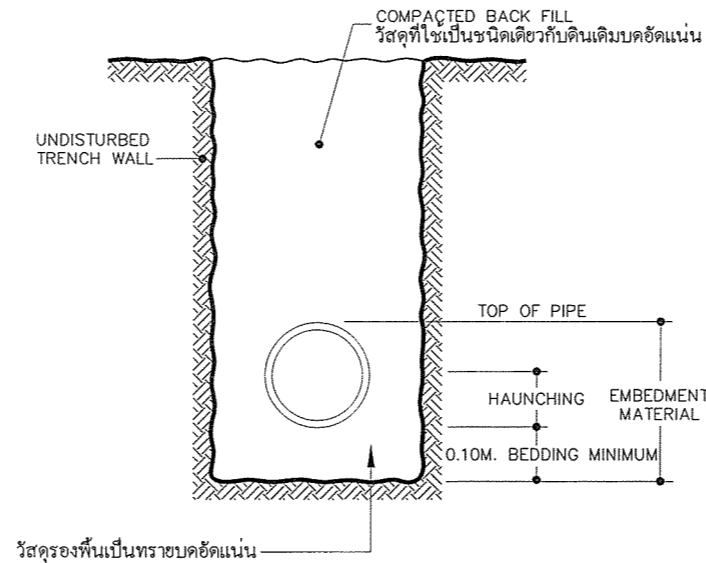 COMPACTED BACK FILL
วัสดุที่ใช้เป็นชนิดเดียวกับดินเดิมบดอัดแน่น
UNDISTURBED
TRENCH WALL
TOP OF PIPE
HAUNCHING
EMBEDMENT
MATERIAL
0.10M. BEDDING MINIMUM
วัสดุรองพื้นเป็นทรายบดอัดแน่น